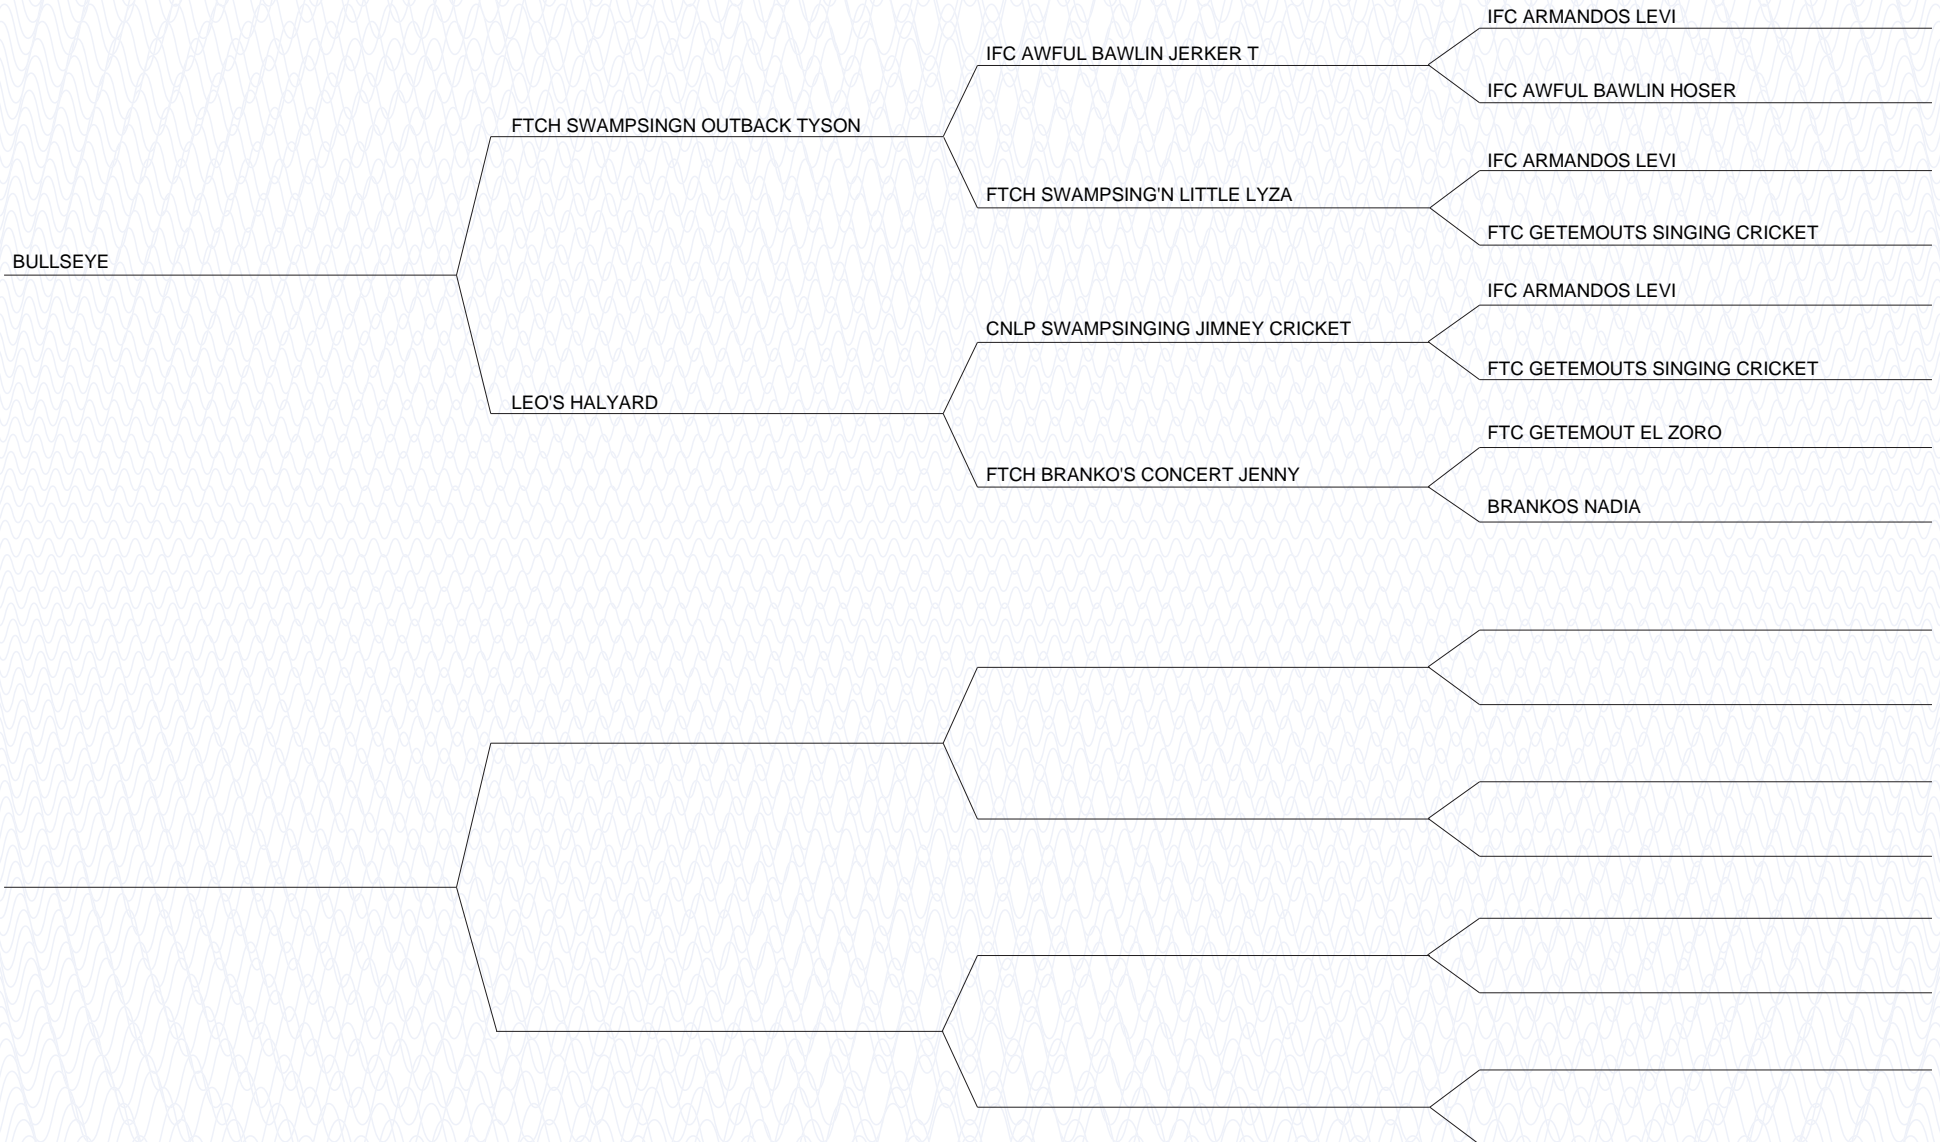 IFC ARMANDOS LEVI
IFC AWFUL BAWLIN JERKER T
IFC AWFUL BAWLIN HOSER
FTCH SWAMPSINGN OUTBACK TYSON
IFC ARMANDOS LEVI
FTCH SWAMPSING'N LITTLE LYZA
FTC GETEMOUTS SINGING CRICKET
BULLSEYE
IFC ARMANDOS LEVI
CNLP SWAMPSINGING JIMNEY CRICKET
FTC GETEMOUTS SINGING CRICKET
LEO'S HALYARD
FTC GETEMOUT EL ZORO
FTCH BRANKO'S CONCERT JENNY
BRANKOS NADIA